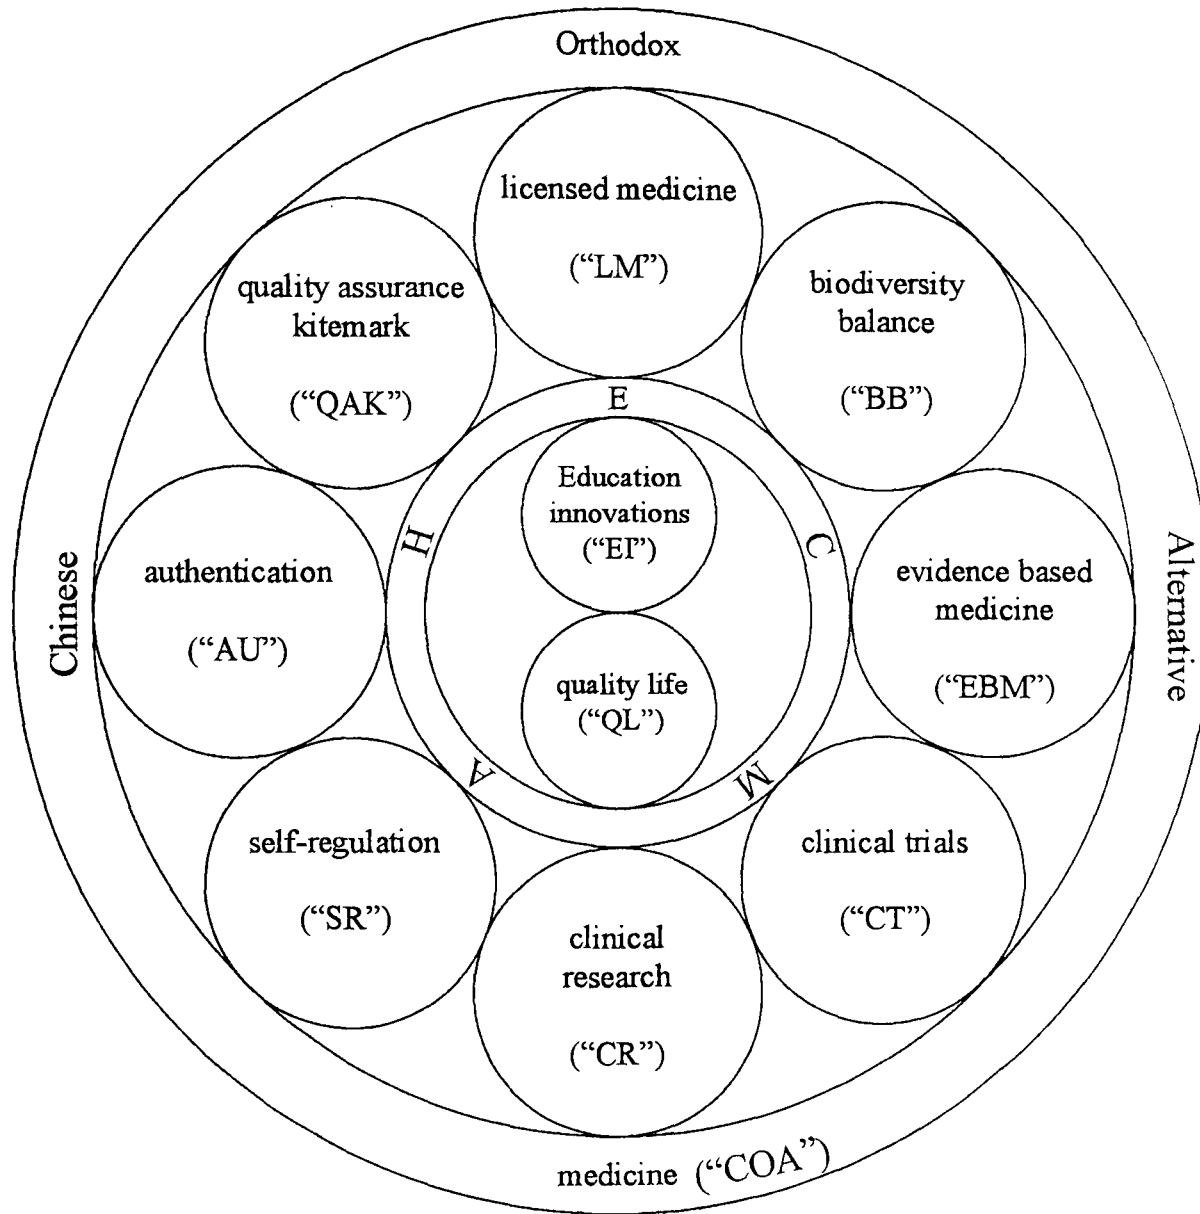 Orthodox
licensed medicine
(“LM”)
quality assurance
kitemark
(“QAK”)
biodiversity
balance
(“BB”)
E
Education
innovations
(“EI”)
H
C
Chinese
authentication
(“AU”)
evidence based
medicine
(“EBM”)
Alternative
quality life
(“QL”)
A
M
self-regulation
(“SR”)
clinical trials
(“CT”)
clinical
research
(“CR”)
medicine (“COA”)